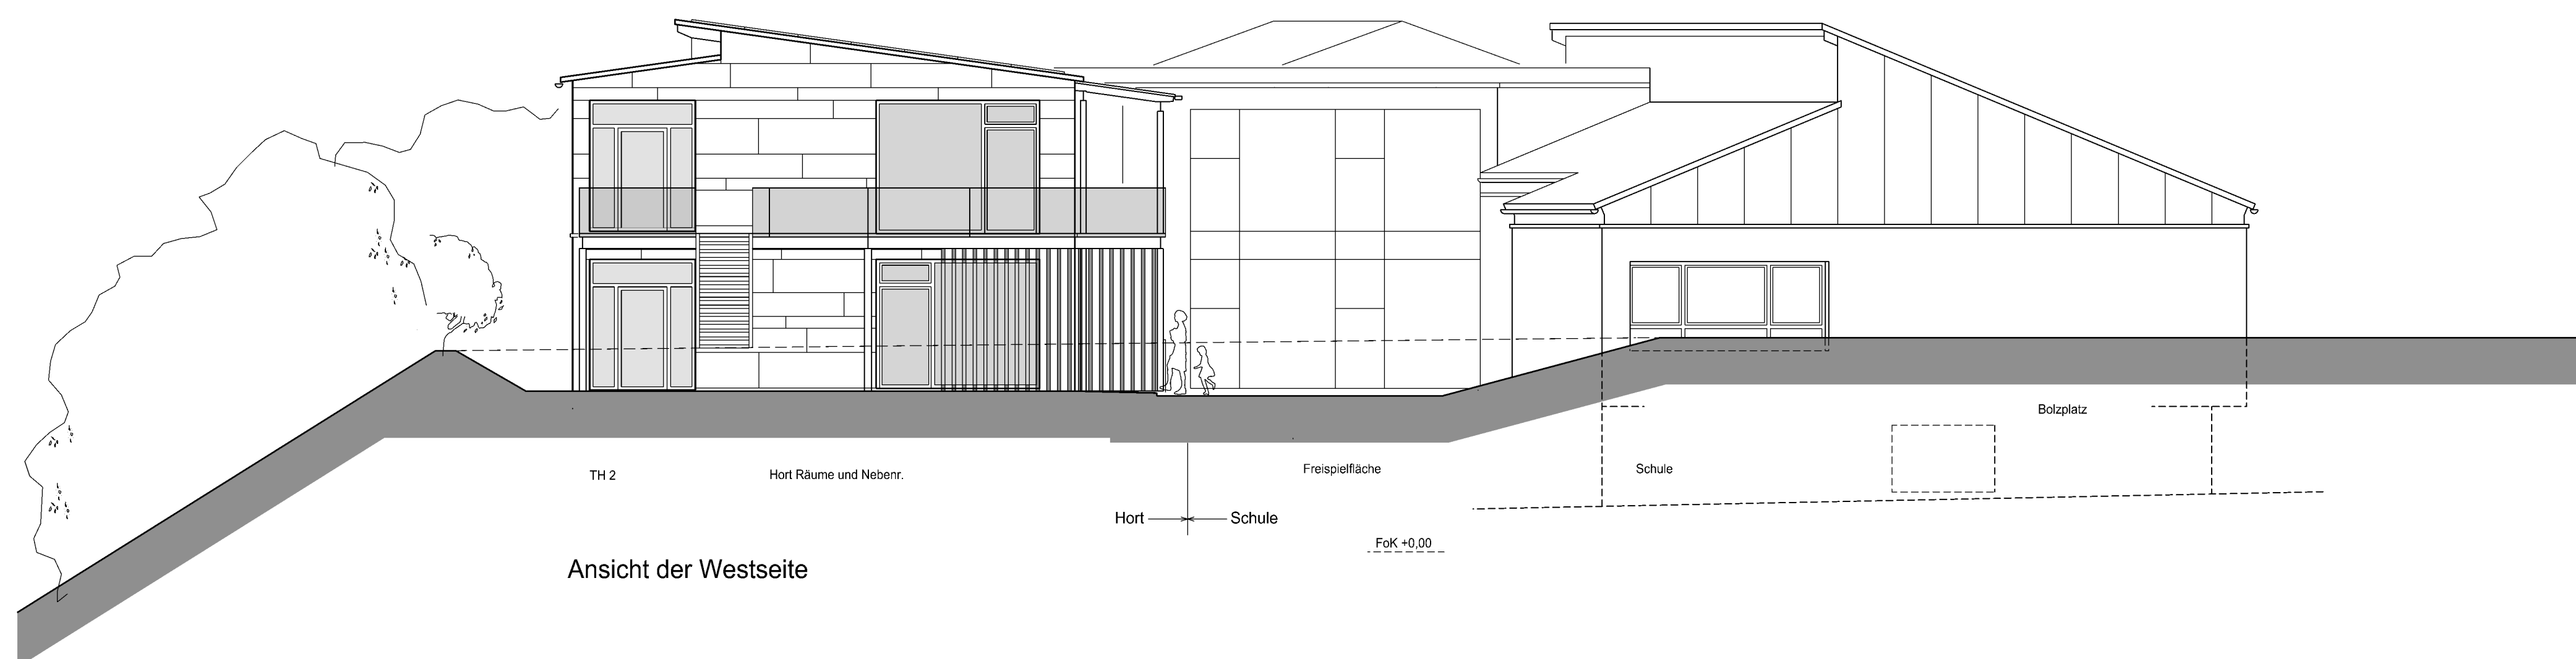 Bolzplatz
TH 2
Hort Räume und Nebenr.
Freispielfläche
Schule
Hort
Schule
FoK +0,00
Ansicht der Westseite